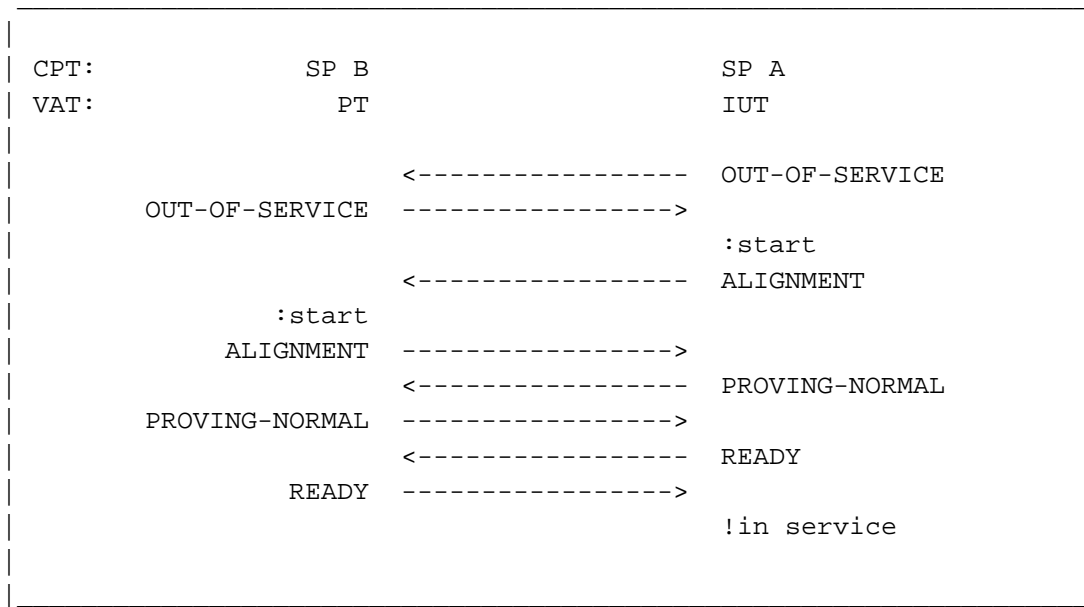 CPT: SP B SP A
VAT: PT IUT
<----------------- OUT-OF-SERVICE
OUT-OF-SERVICE ----------------->
:start
<----------------- ALIGNMENT
:start
ALIGNMENT ----------------->
<----------------- PROVING-NORMAL
PROVING-NORMAL ----------------->
<----------------- READY
READY ----------------->
!in service